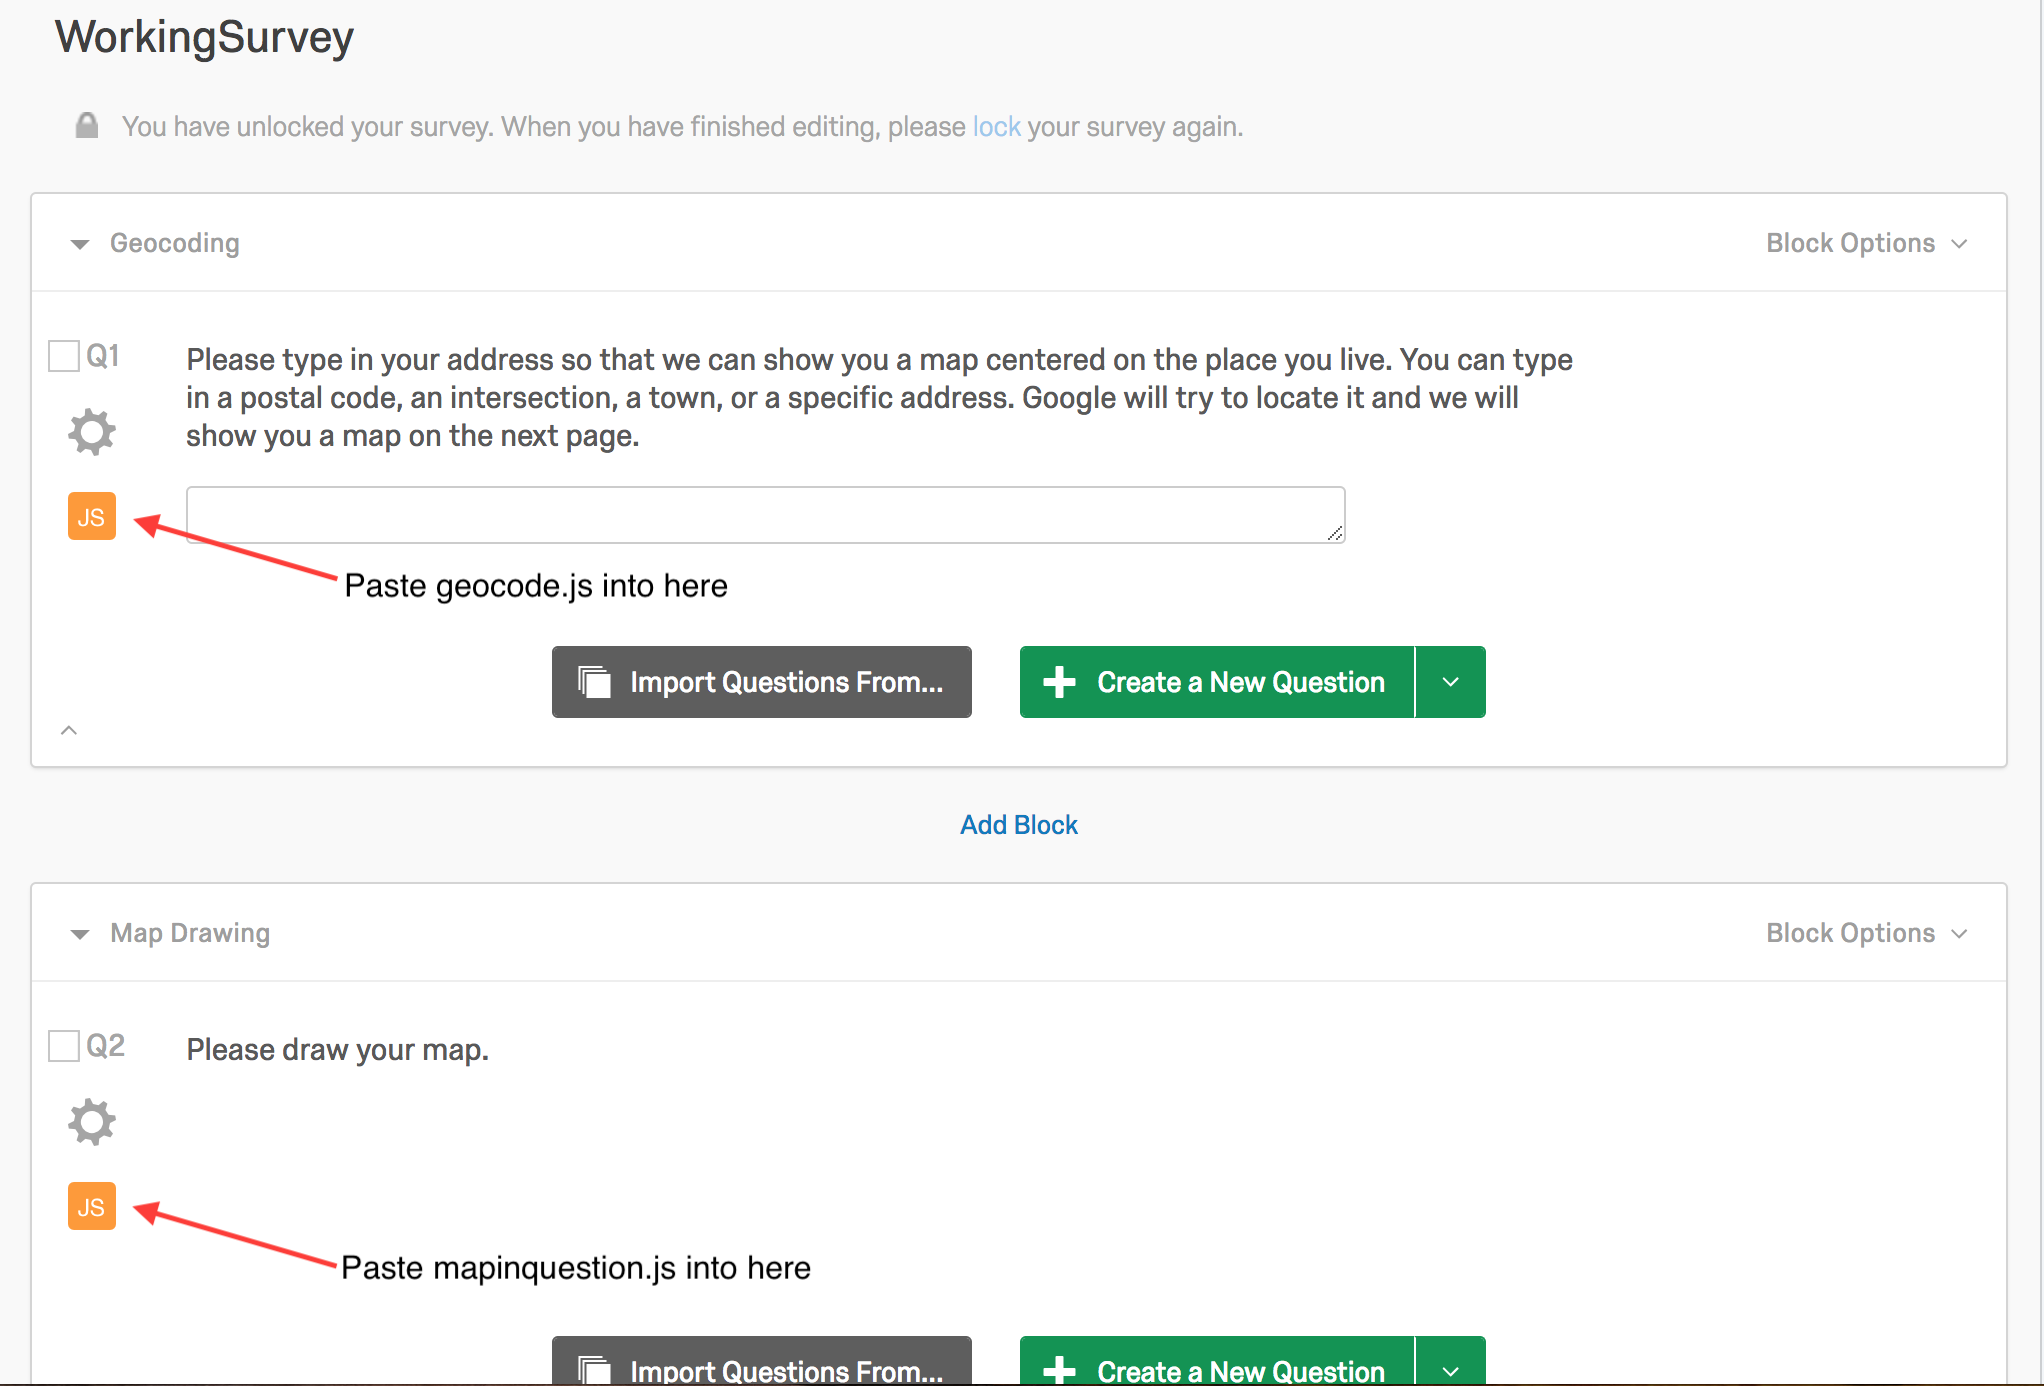 WorkingSurvey
You have unlocked your survey. When you have finished editing, please lock your survey again.
Geocoding
Block Options
Q1
Please type in your address so that we can show you a map centered on the place you live. You can type
in a postal code, an intersection, a town, or a specific address. Google will try to locate it and we will
show you a map on the next page.
JS
Paste geocode.js into here
Import Questions From...
Create a New Question
Add Block
Map Drawing
Block Options
Q2
Please draw your map.
JS
Paste mapinquestion.js into here
Import Questions From...
Create a New Question